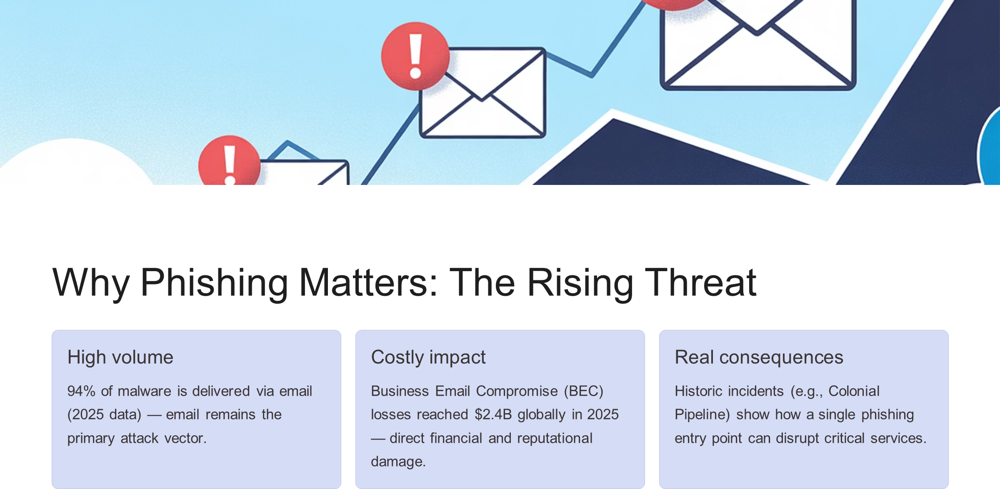 Why Phishing Matters: The Rising Threat
High volume
94% of malware is delivered via email
(2025 data) — email remains the
primary attack vector.
Costly impact
Business Email Compromise (BEC)
losses reached $2.4B globally in 2025
— direct financial and reputational
damage.
Real consequences
Historic incidents (e.g., Colonial
Pipeline) show how a single phishing
entry point can disrupt critical services.